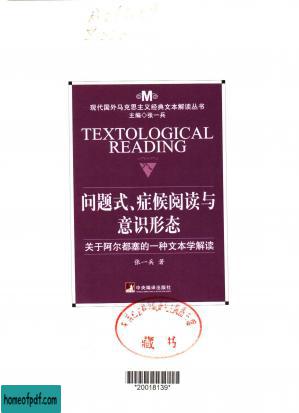 M
现代国外马克思主义经典文本解读丛书
主编◎张一兵
TEXTOLOGICAL
READING
问题式、症候阅读与
意识形态
关于阿尔都塞的一种文本学解读
张一兵 著
中央编译出版社
藏书
*20018139*
homeofpdf.com